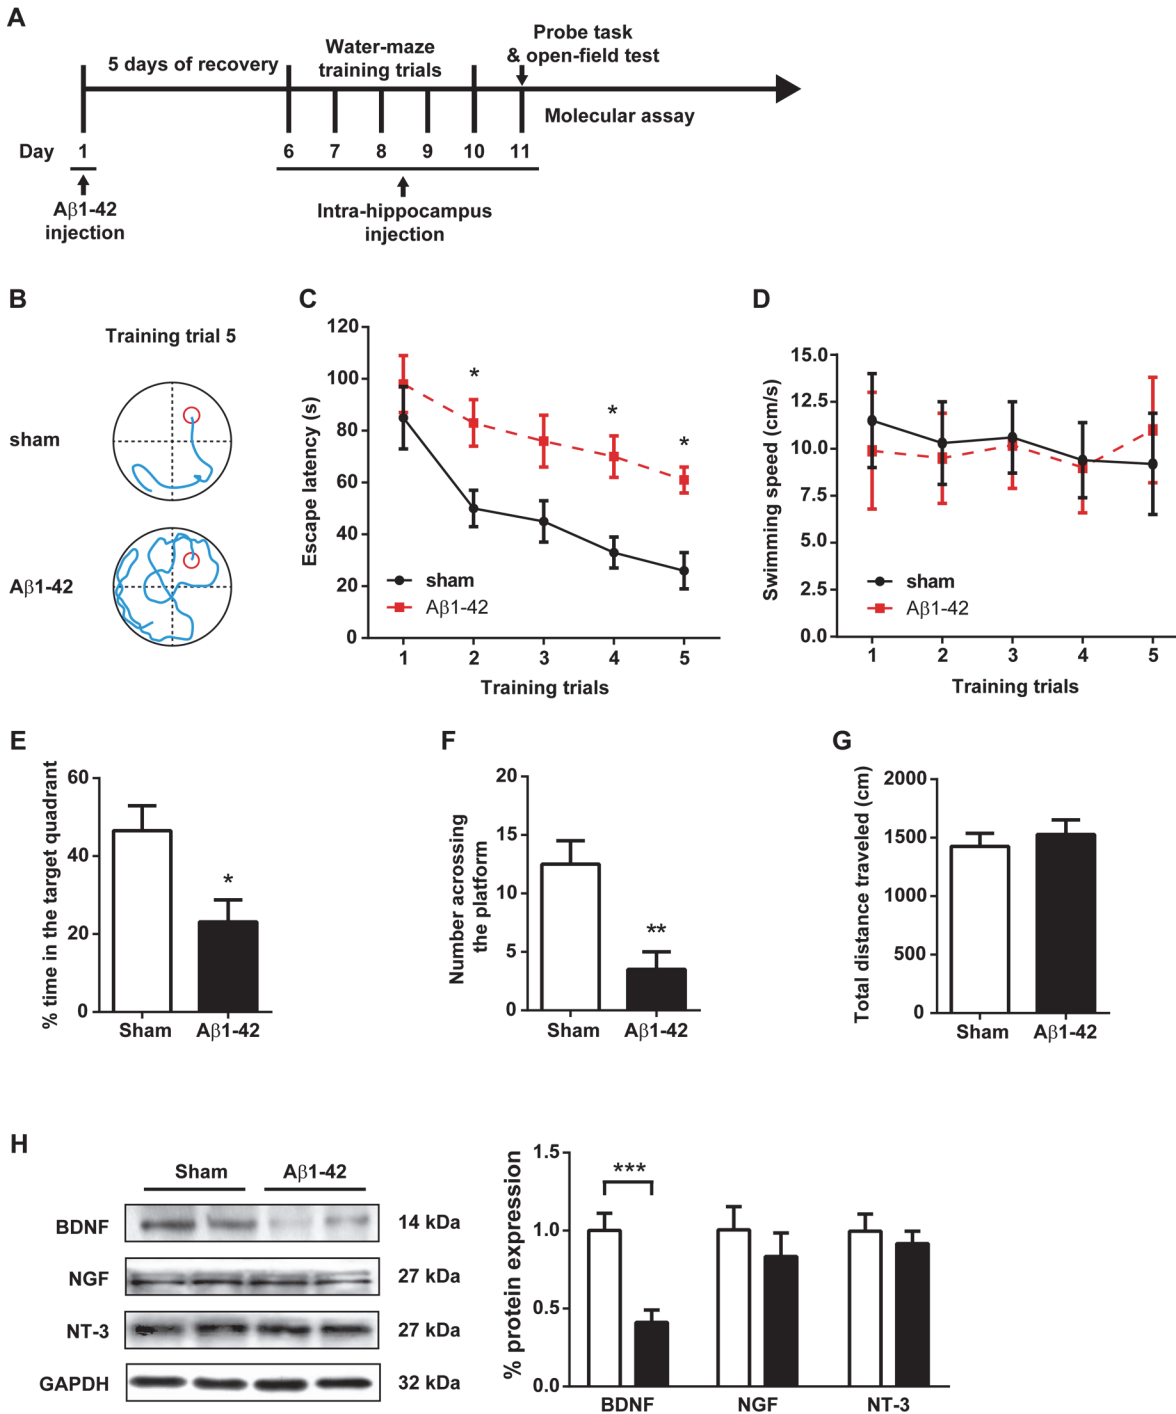 A
5 days of recovery
Water-maze
training trials
Probe task
& open-field test
Molecular assay
Day 1 6 7 8 9 10 11
Aβ1-42
injection
Intra-hippocampus
injection
B
Training trial 5
sham
Aβ1-42
C
Escape latency (s)
120
100
80
60
40
20
0
*
*
*
sham
Aβ1-42
1 2 3 4 5
Training trials
D
Swimming speed (cm/s)
15.0
12.5
10.0
7.5
5.0
2.5
0.0
sham
Aβ1-42
1 2 3 4 5
Training trials
E
% time in the target quadrant
60
40
20
0
*
Sham Aβ1-42
F
Number acrossing
the platform
20
15
10
5
0
**
Sham Aβ1-42
G
Total distance traveled (cm)
2000
1500
1000
500
0
Sham Aβ1-42
H
Sham Aβ1-42
BDNF 14 kDa
NGF 27 kDa
NT-3 27 kDa
GAPDH 32 kDa
% protein expression
1.5
1.0
0.5
0.0
***
BDNF NGF NT-3